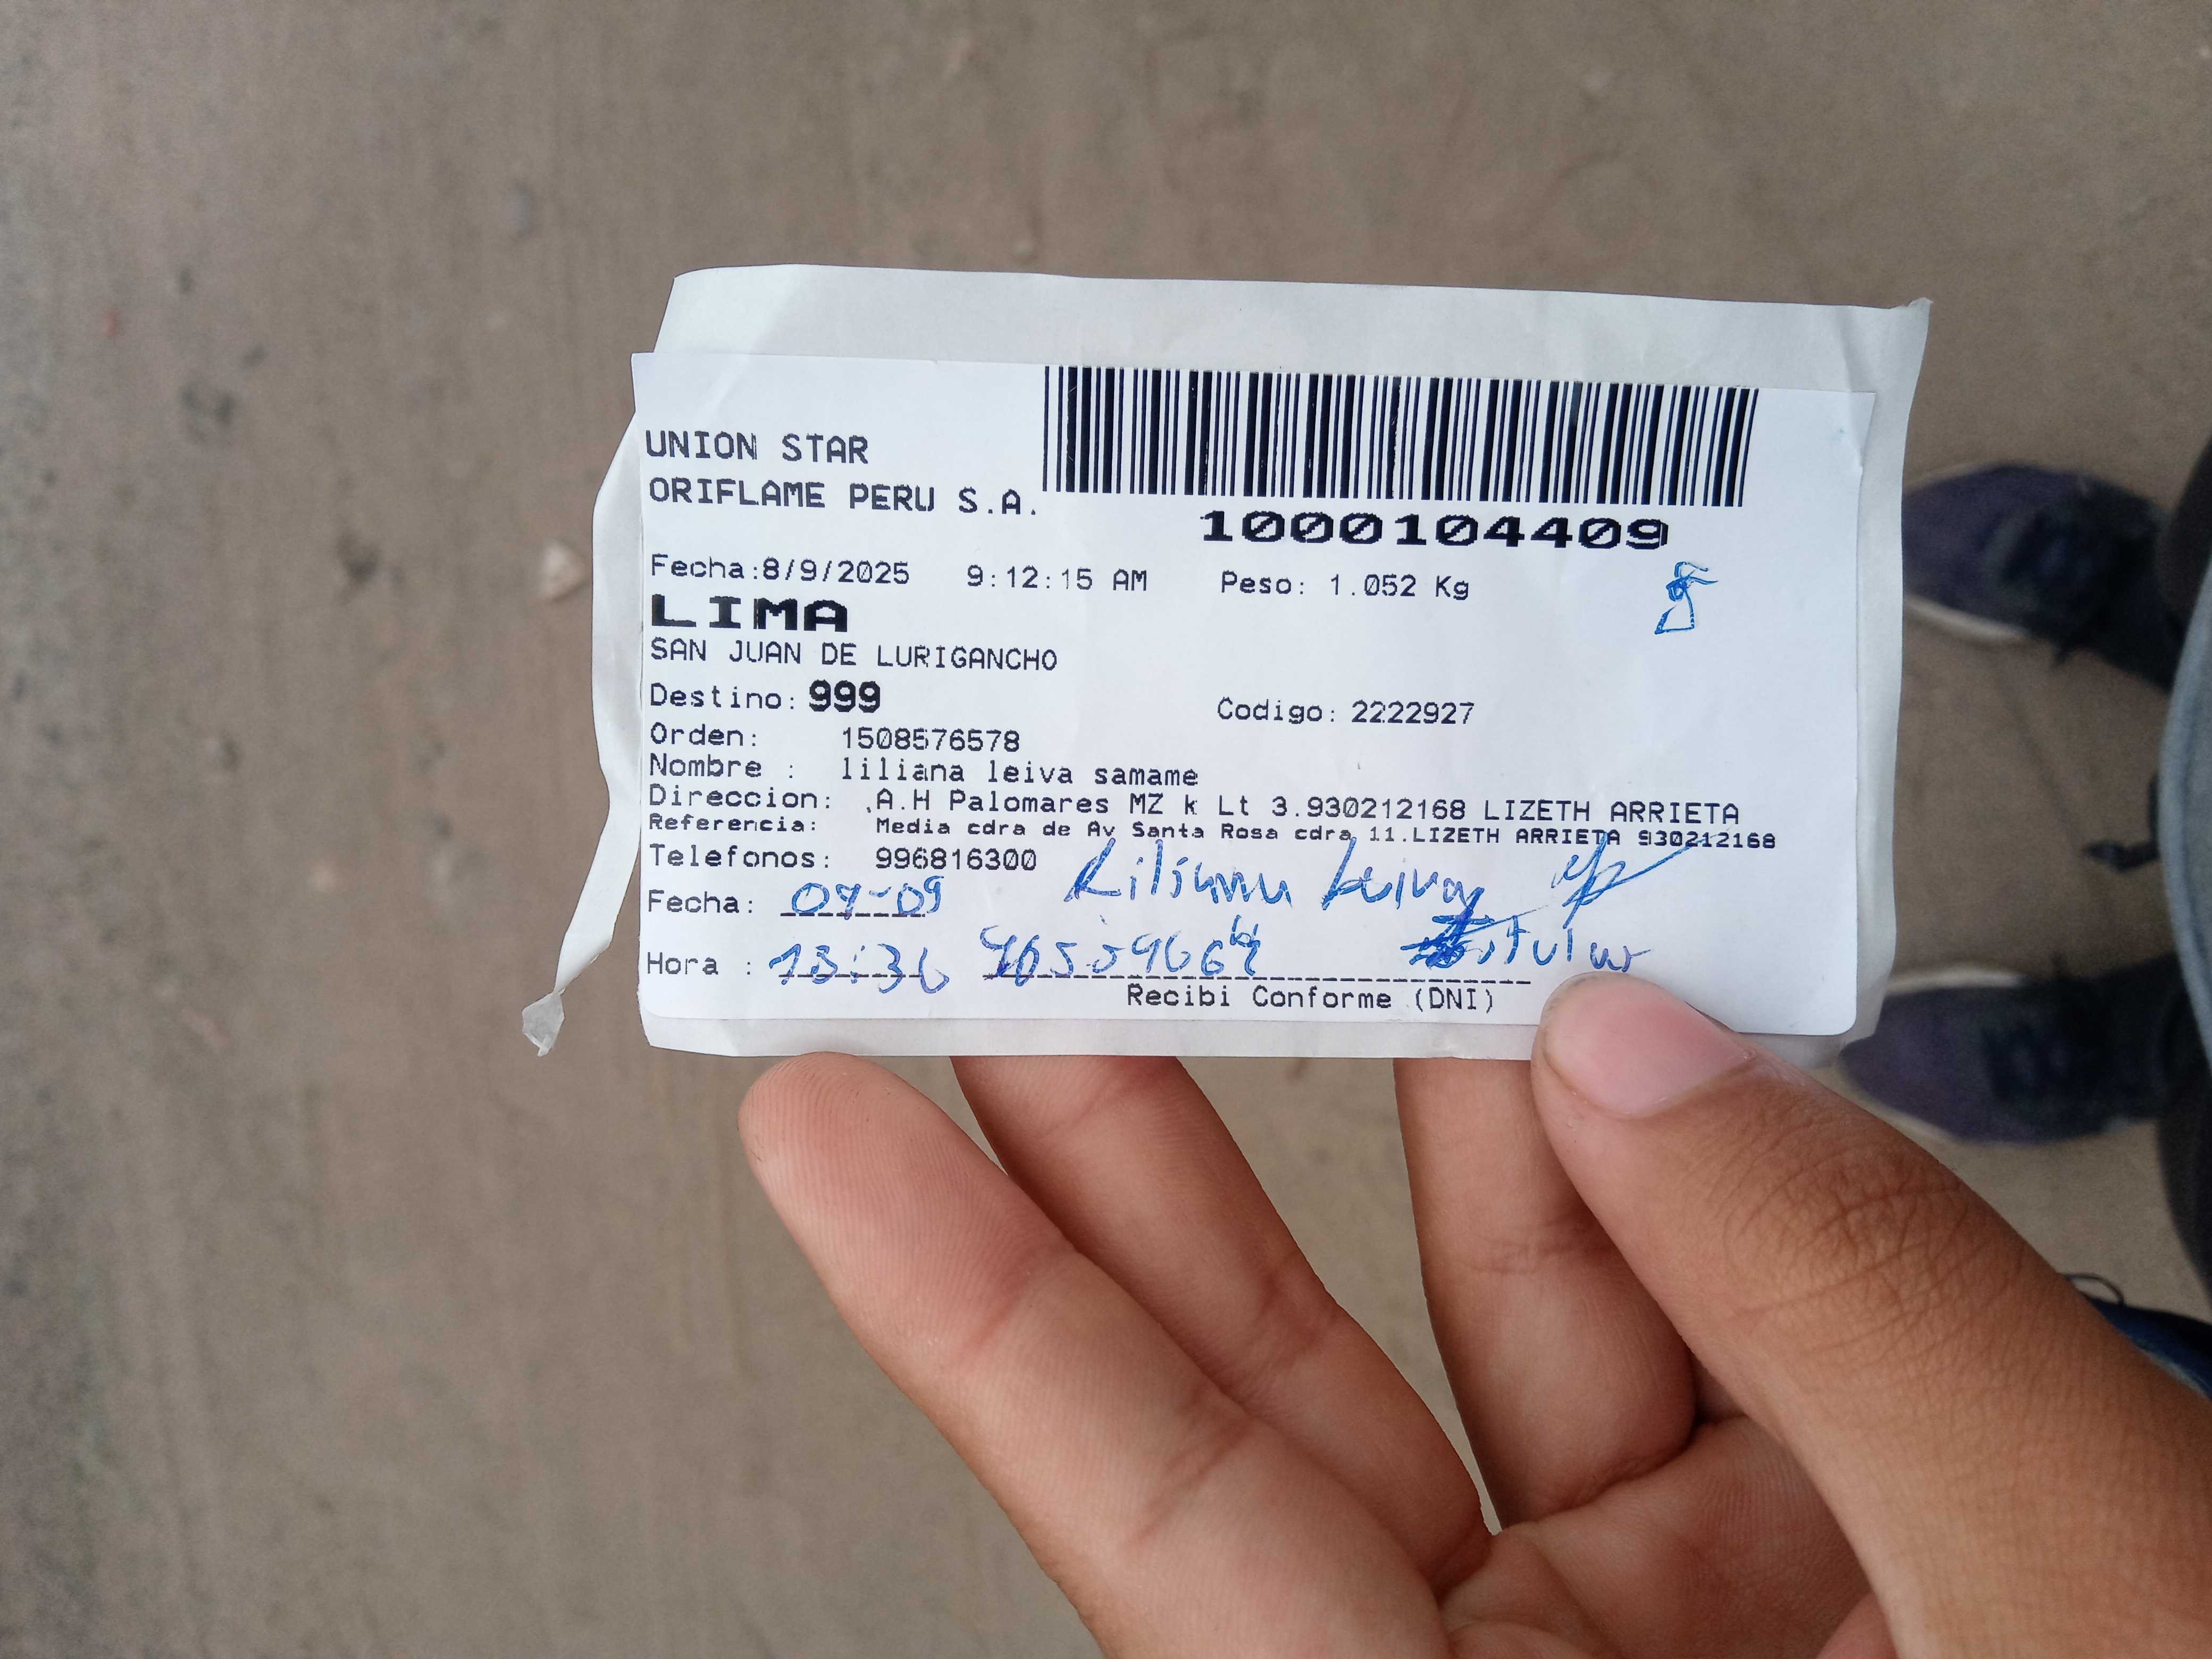 UNION STAR
ORIFLAME PERU S.A.
1000104409
Fecha:8/9/2025 9:12:15 AM Peso: 1.052 Kg
LIMA
SAN JUAN DE LURIGANCHO
Destino: 999 Codigo: 2222927
Orden: 1508576578
Nombre : liliana leiva samame
Direccion: .A.H Palomares MZ k Lt 3.930212168 LIZETH ARRIETA
Referencia: Media cdra de Av Santa Rosa cdra 11.LIZETH ARRIETA 930212168
Telefonos: 996816300 Liliana Leiva
Fecha: 09-09
Hora : 13:36 titular
Recibi Conforme (DNI)